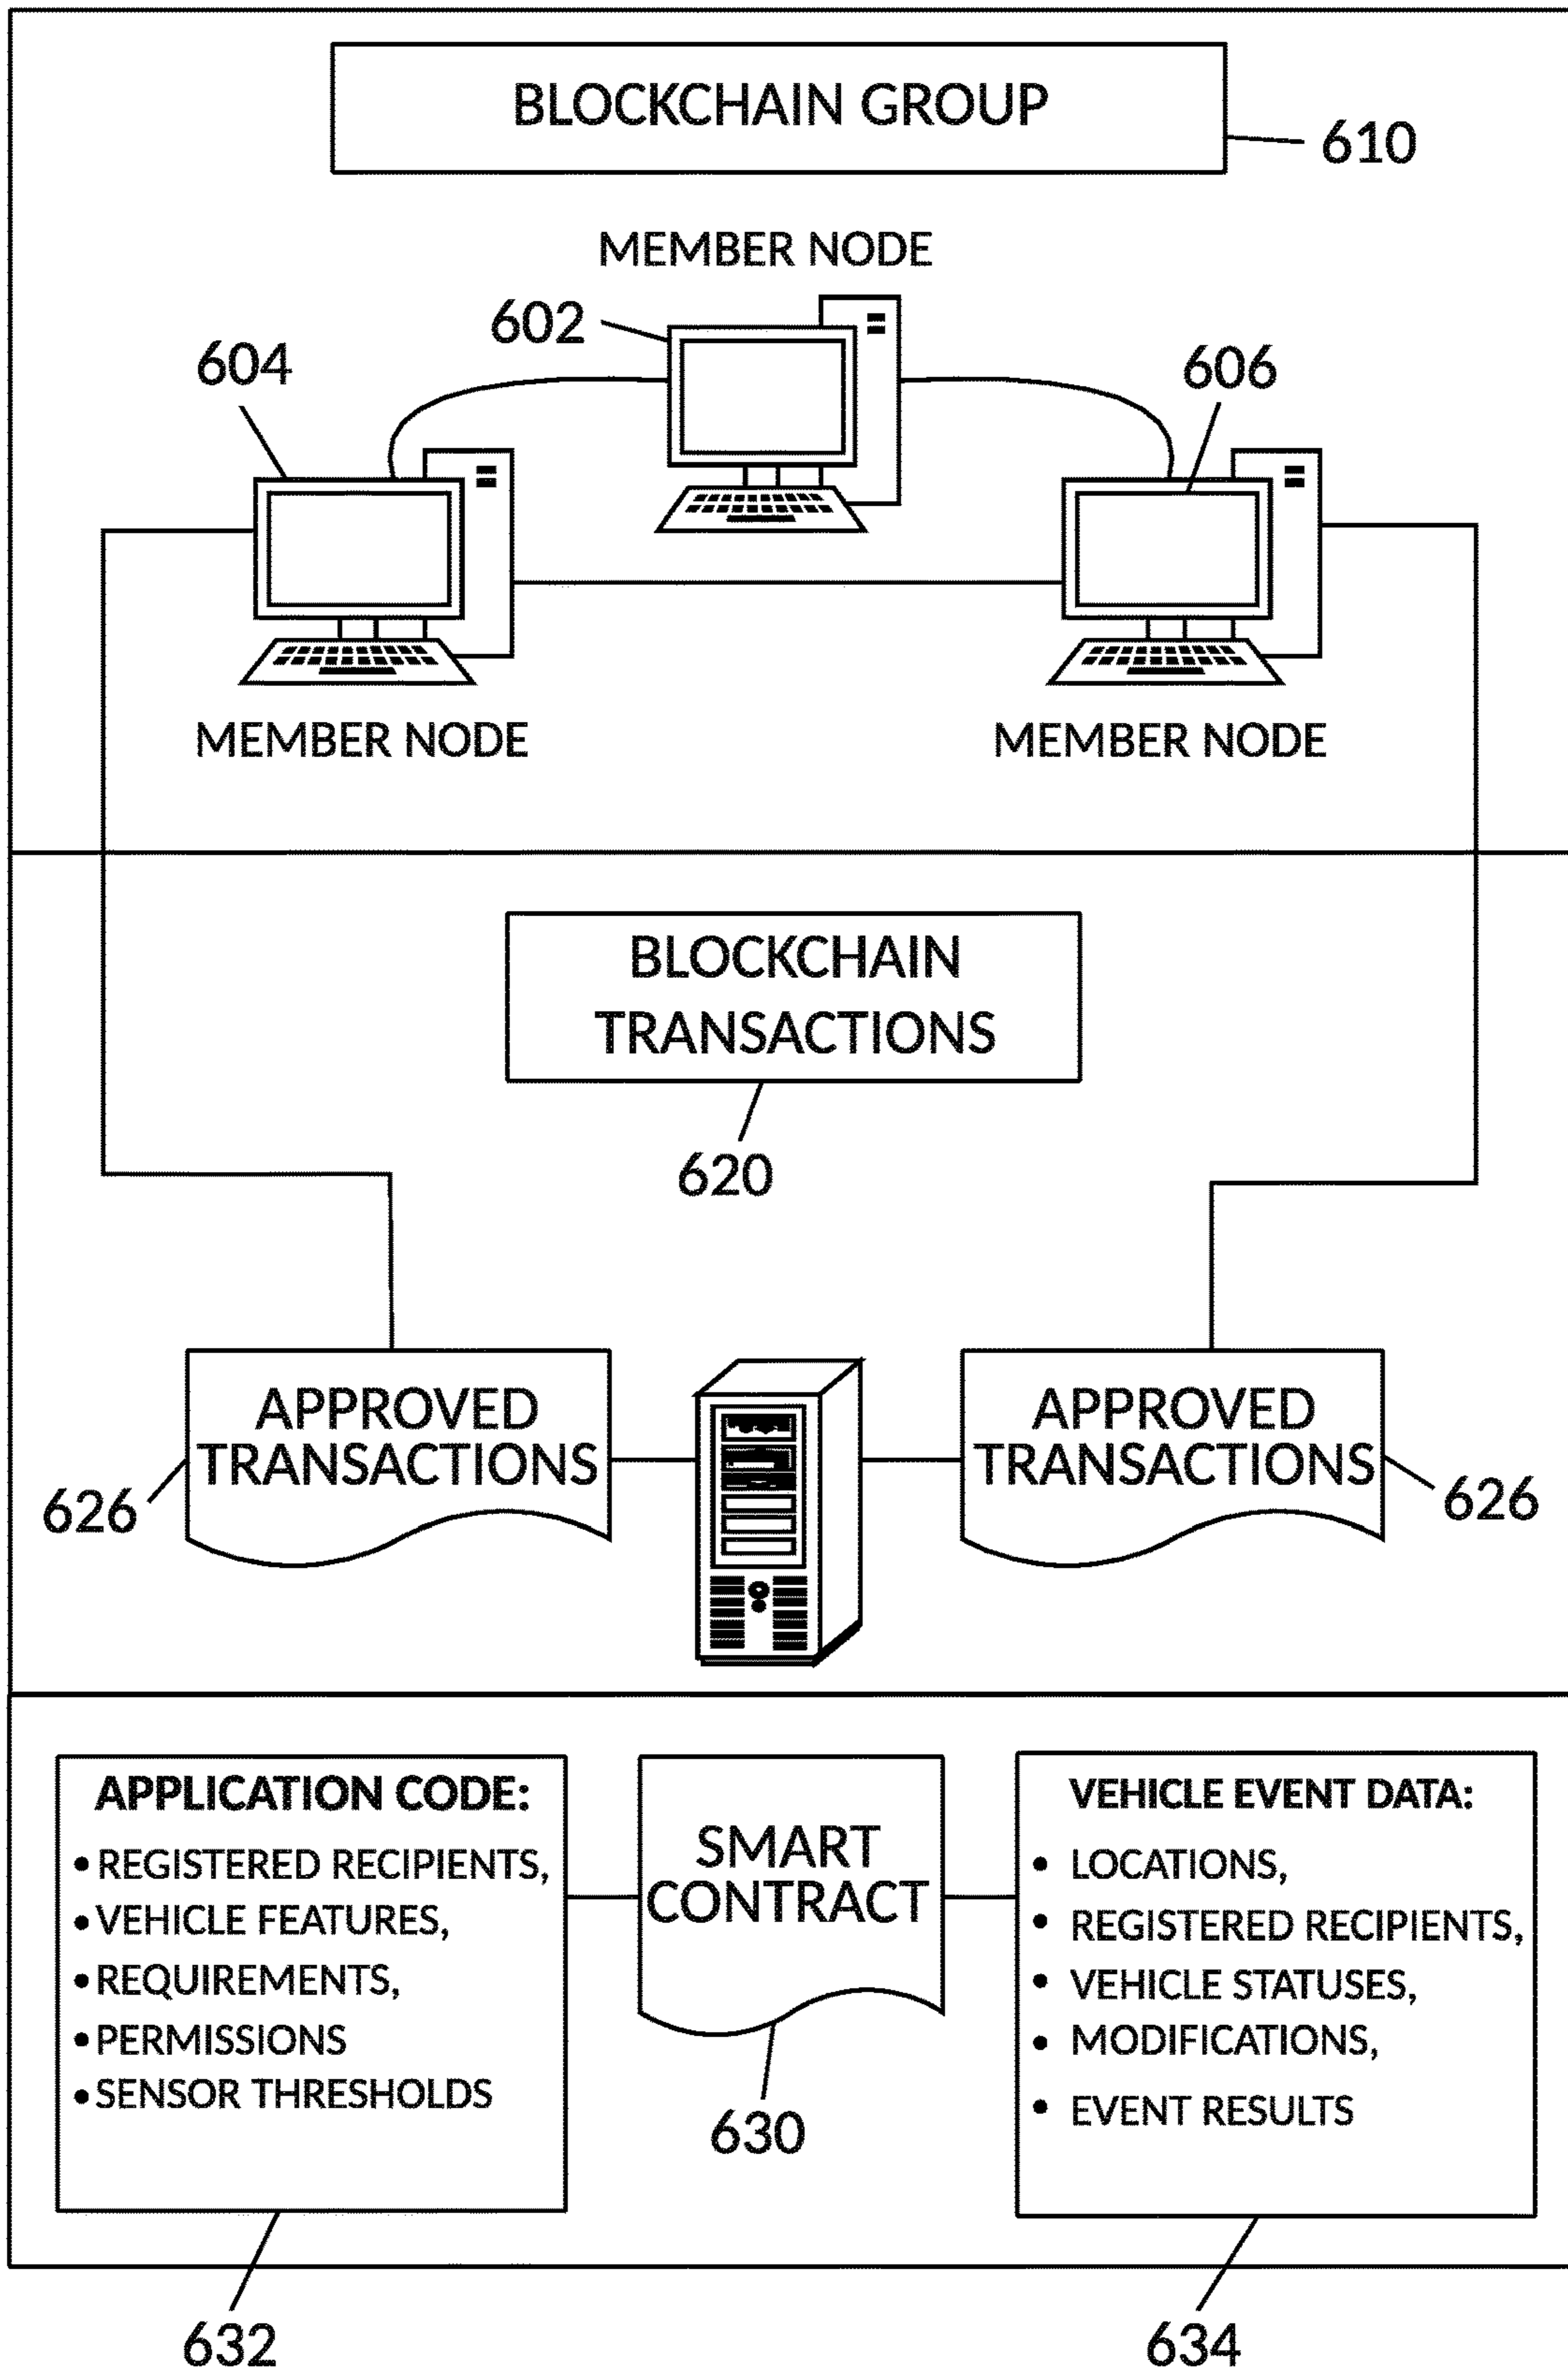 BLOCKCHAIN GROUP
610
MEMBER NODE
602
604
606
MEMBER NODE
MEMBER NODE
BLOCKCHAIN
TRANSACTIONS
620
APPROVED
TRANSACTIONS
626
APPROVED
TRANSACTIONS
626
APPLICATION CODE:
• REGISTERED RECIPIENTS,
• VEHICLE FEATURES,
• REQUIREMENTS,
• PERMISSIONS
• SENSOR THRESHOLDS
SMART
CONTRACT
630
VEHICLE EVENT DATA:
• LOCATIONS,
• REGISTERED RECIPIENTS,
• VEHICLE STATUSES,
• MODIFICATIONS,
• EVENT RESULTS
632
634